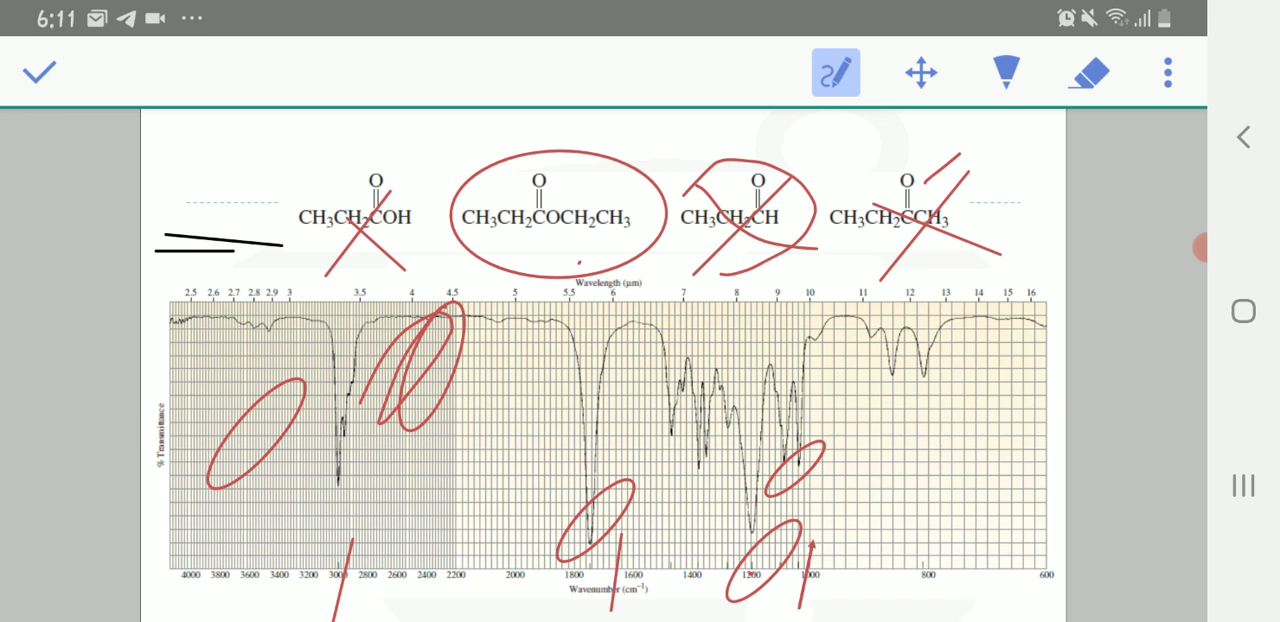 6:11
O O O O
CH₃CH₂COH CH₃CH₂COCH₂CH₃ CH₃CH₂CH CH₃CH₂CCH₃
Wavelength (µm)
2.5 2.6 2.7 2.8 2.9 3 3.5 4 4.5 5 5.5 6 7 8 9 10 11 12 13 14 15 16
% Transmittance
4000 3800 3600 3400 3200 3000 2800 2600 2400 2200 2000 1800 1600 1400 1200 1000 800 600
Wavenumber (cm⁻¹)